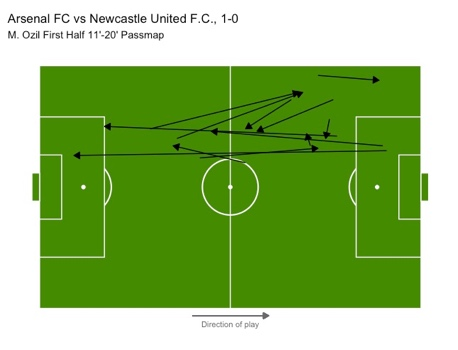 Arsenal FC vs Newcastle United F.C., 1-0
M. Ozil First Half 11'-20' Passmap
Direction of play